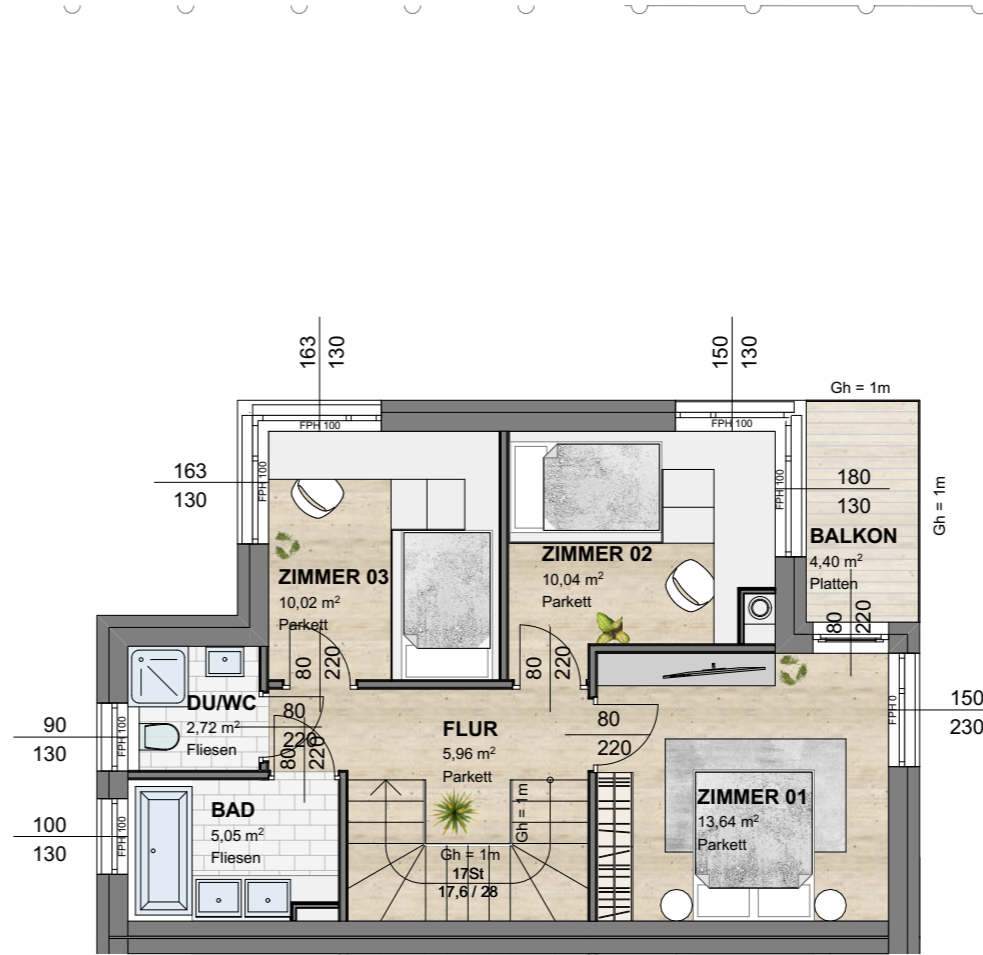 163
130
150
130
Gh = 1m
FPH 100
FPH 100
163
130
FPH 100
FPH 100
180
130
Gh = 1m
BALKON
4,40 m²
Platten
80
220
ZIMMER 03
10,02 m²
Parkett
80
220
ZIMMER 02
10,04 m²
Parkett
80
220
DU/WC
2,72 m²
Fliesen
80
220
90
130
FPH 100
FLUR
5,96 m²
Parkett
80
220
FPH 0
150
230
80
220
BAD
5,05 m²
Fliesen
100
130
FPH 100
Gh = 1m
Gh = 1m
17St
17,6 / 28
ZIMMER 01
13,64 m²
Parkett